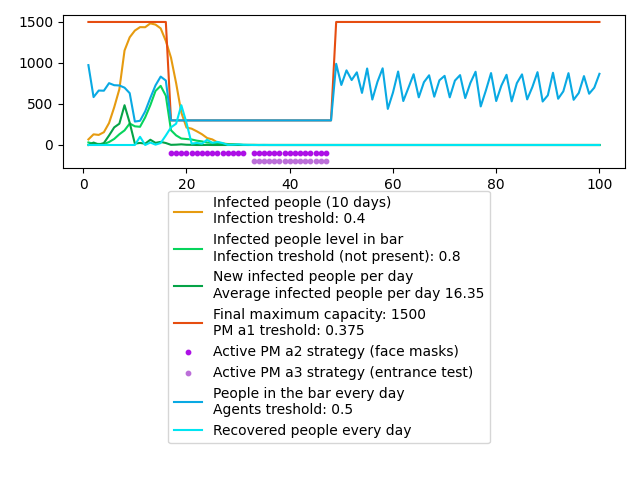 1500
1000
500
0
0 20 40 60 80 100
Infected people (10 days)
Infection treshold: 0.4
Infected people level in bar
Infection treshold (not present): 0.8
New infected people per day
Average infected people per day 16.35
Final maximum capacity: 1500
PM a1 treshold: 0.375
Active PM a2 strategy (face masks)
Active PM a3 strategy (entrance test)
People in the bar every day
Agents treshold: 0.5
Recovered people every day